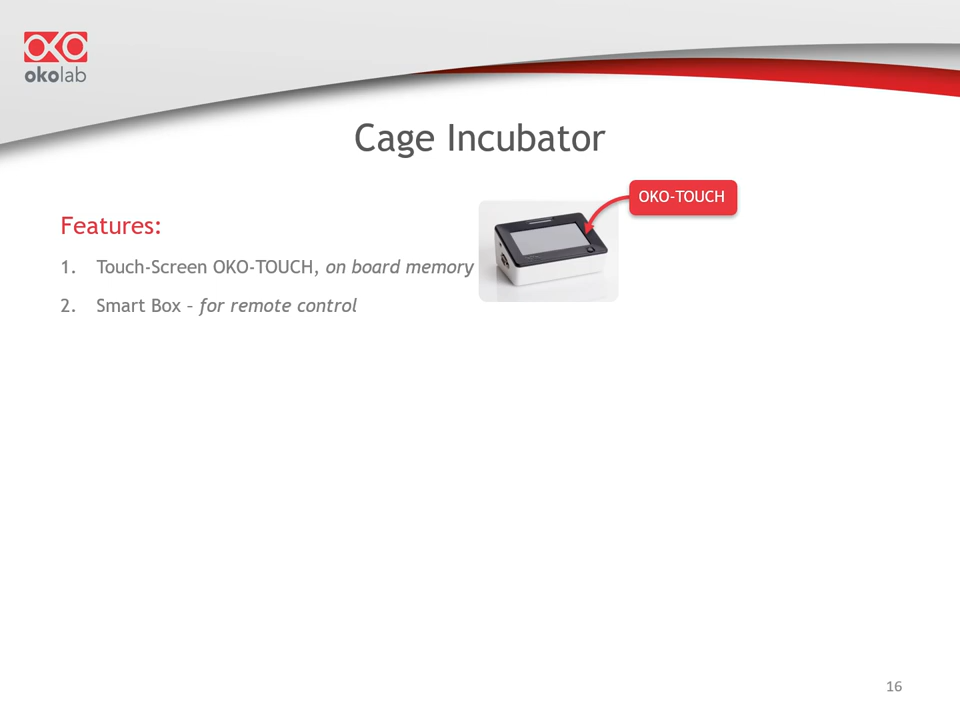 OKO
okolab
Cage Incubator
OKO-TOUCH
Features:
1. Touch-Screen OKO-TOUCH, on board memory
2. Smart Box – for remote control
16